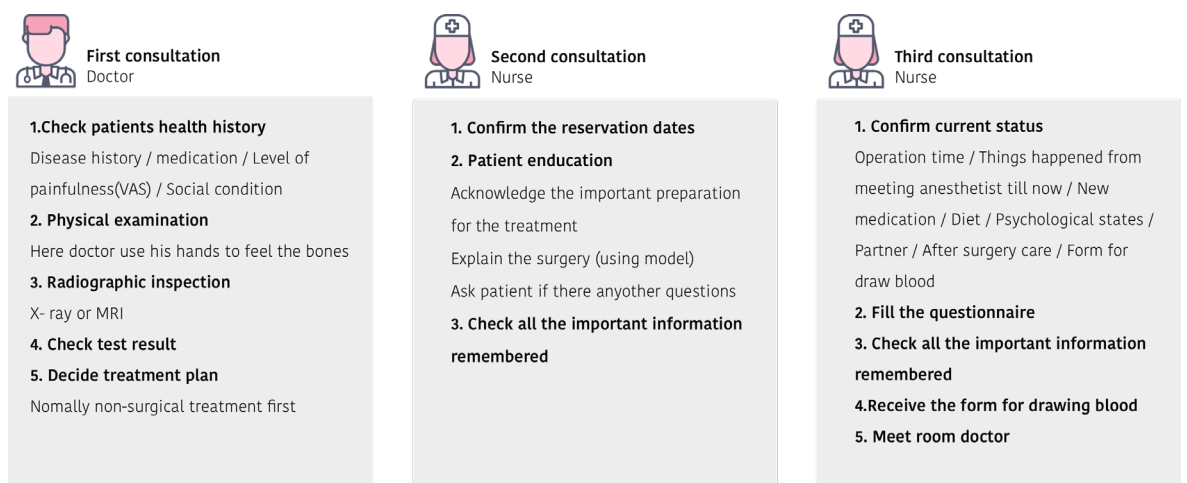 First consultation
Doctor
1.Check patients health history
Disease history / medication / Level of
painfulness(VAS) / Social condition
2. Physical examination
Here doctor use his hands to feel the bones
3. Radiographic inspection
X- ray or MRI
4. Check test result
5. Decide treatment plan
Nomally non-surgical treatment first
Second consultation
Nurse
1. Confirm the reservation dates
2. Patient enducation
Acknowledge the important preparation
for the treatment
Explain the surgery (using model)
Ask patient if there anyother questions
3. Check all the important information
remembered
Third consultation
Nurse
1. Confirm current status
Operation time / Things happened from
meeting anesthetist till now / New
medication / Diet / Psychological states /
Partner / After surgery care / Form for
draw blood
2. Fill the questionnaire
3. Check all the important information
remembered
4.Receive the form for drawing blood
5. Meet room doctor